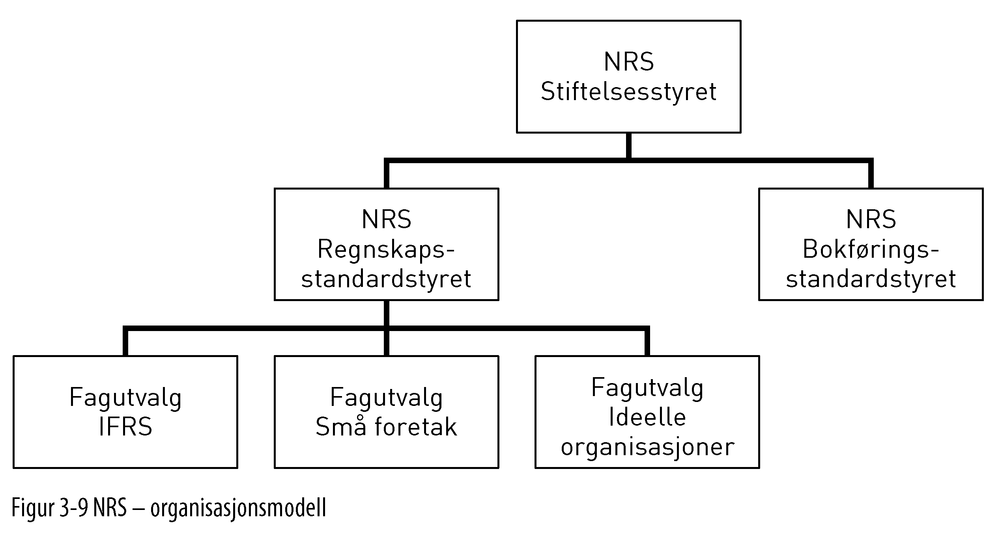 NRS
Stiftelsesstyret
NRS
Regnskaps-
standardstyret
NRS
Bokførings-
standardstyret
Fagutvalg
IFRS
Fagutvalg
Små foretak
Fagutvalg
Ideelle
organisasjoner
Figur 3-9 NRS – organisasjonsmodell